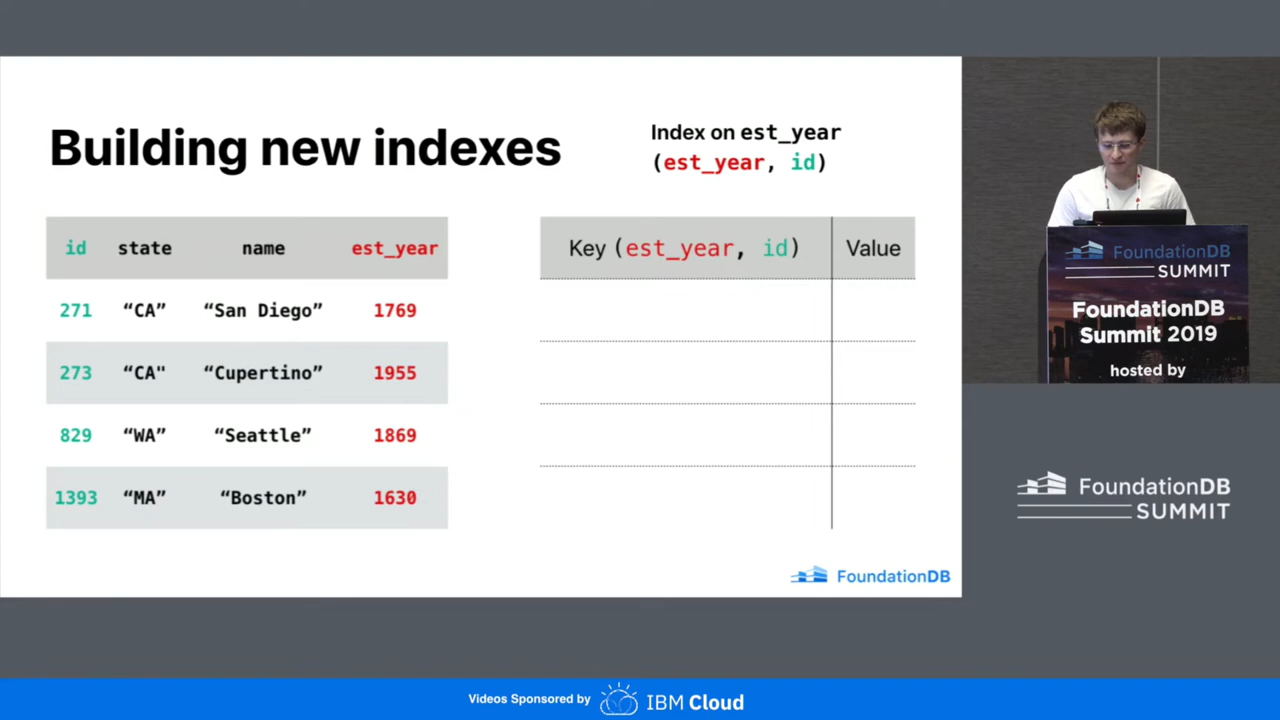 Building new indexes
Index on est_year
(est_year, id)
id state name est_year
271 “CA” “San Diego” 1769
273 “CA" “Cupertino” 1955
829 “WA” “Seattle” 1869
1393 “MA” “Boston” 1630
Key (est_year, id) Value
FoundationDB
FoundationDB
SUMMIT
FoundationDB
Summit 2019
hosted by
FoundationDB
SUMMIT
Videos Sponsored by IBM Cloud